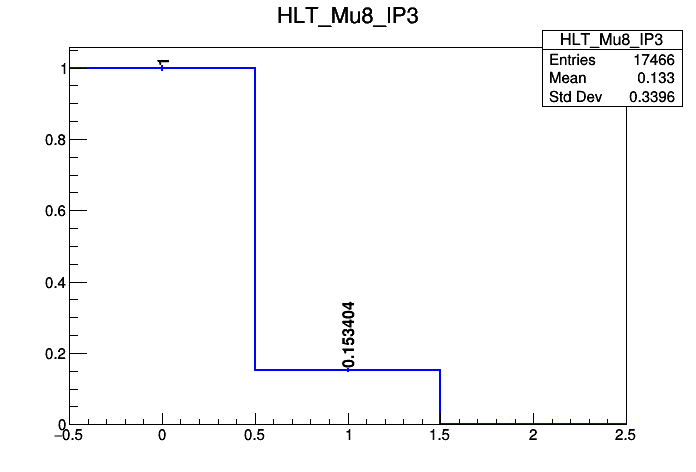 HLT_Mu8_IP3
HLT_Mu8_IP3
Entries 17466
Mean 0.133
Std Dev 0.3396
1
0.8
0.6
0.4
0.2
0
1
0.153404
−0.5 0 0.5 1 1.5 2 2.5